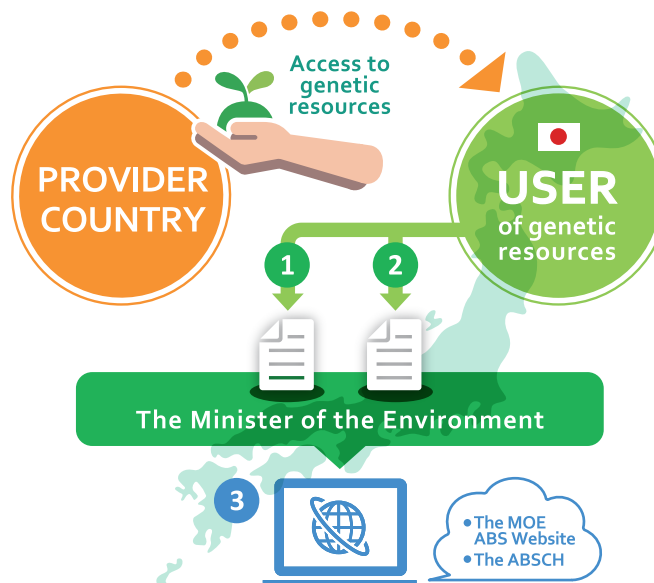 Access to
genetic
resources
PROVIDER
COUNTRY
USER
of genetic
resources
1
2
The Minister of the Environment
3
• The MOE
ABS Website
• The ABSCH